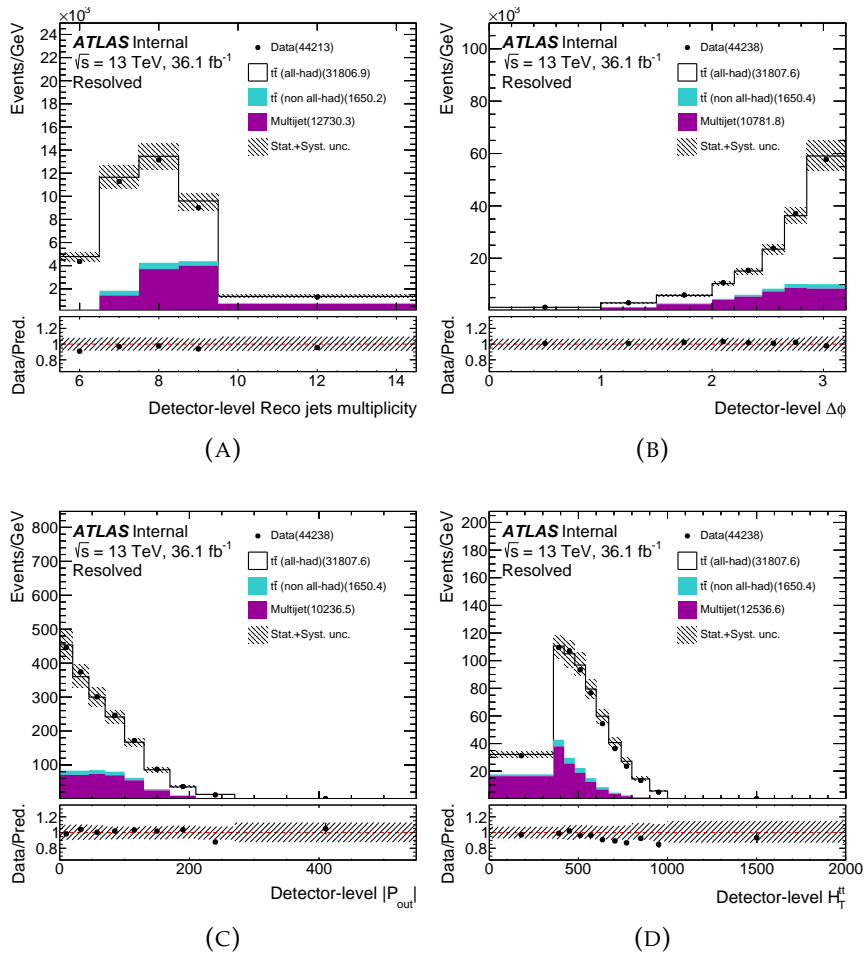 ×10³
24
22
20
18
16
14
12
10
8
6
4
2
Events/GeV
ATLAS Internal
√s = 13 TeV, 36.1 fb⁻¹
Resolved
Data(44213)
tt̄ (all-had)(31806.9)
tt̄ (non all-had)(1650.2)
Multijet(12730.3)
Stat.+Syst. unc.
Data/Pred.
1.2
1
0.8
6 8 10 12 14
Detector-level Reco jets multiplicity
(A)
×10³
100
80
60
40
20
Events/GeV
ATLAS Internal
√s = 13 TeV, 36.1 fb⁻¹
Resolved
Data(44238)
tt̄ (all-had)(31807.6)
tt̄ (non all-had)(1650.4)
Multijet(10781.8)
Stat.+Syst. unc.
Data/Pred.
1.2
1
0.8
0 1 2 3
Detector-level Δϕ
(B)
800
700
600
500
400
300
200
100
0
Events/GeV
ATLAS Internal
√s = 13 TeV, 36.1 fb⁻¹
Resolved
Data(44238)
tt̄ (all-had)(31807.6)
tt̄ (non all-had)(1650.4)
Multijet(10236.5)
Stat.+Syst. unc.
Data/Pred.
1.2
1
0.8
0 200 400
Detector-level |P_out|
(C)
200
180
160
140
120
100
80
60
40
20
Events/GeV
ATLAS Internal
√s = 13 TeV, 36.1 fb⁻¹
Resolved
Data(44238)
tt̄ (all-had)(31807.6)
tt̄ (non all-had)(1650.4)
Multijet(12536.6)
Stat.+Syst. unc.
Data/Pred.
1.2
1
0.8
0 500 1000 1500 2000
Detector-level H_T^tt̄
(D)